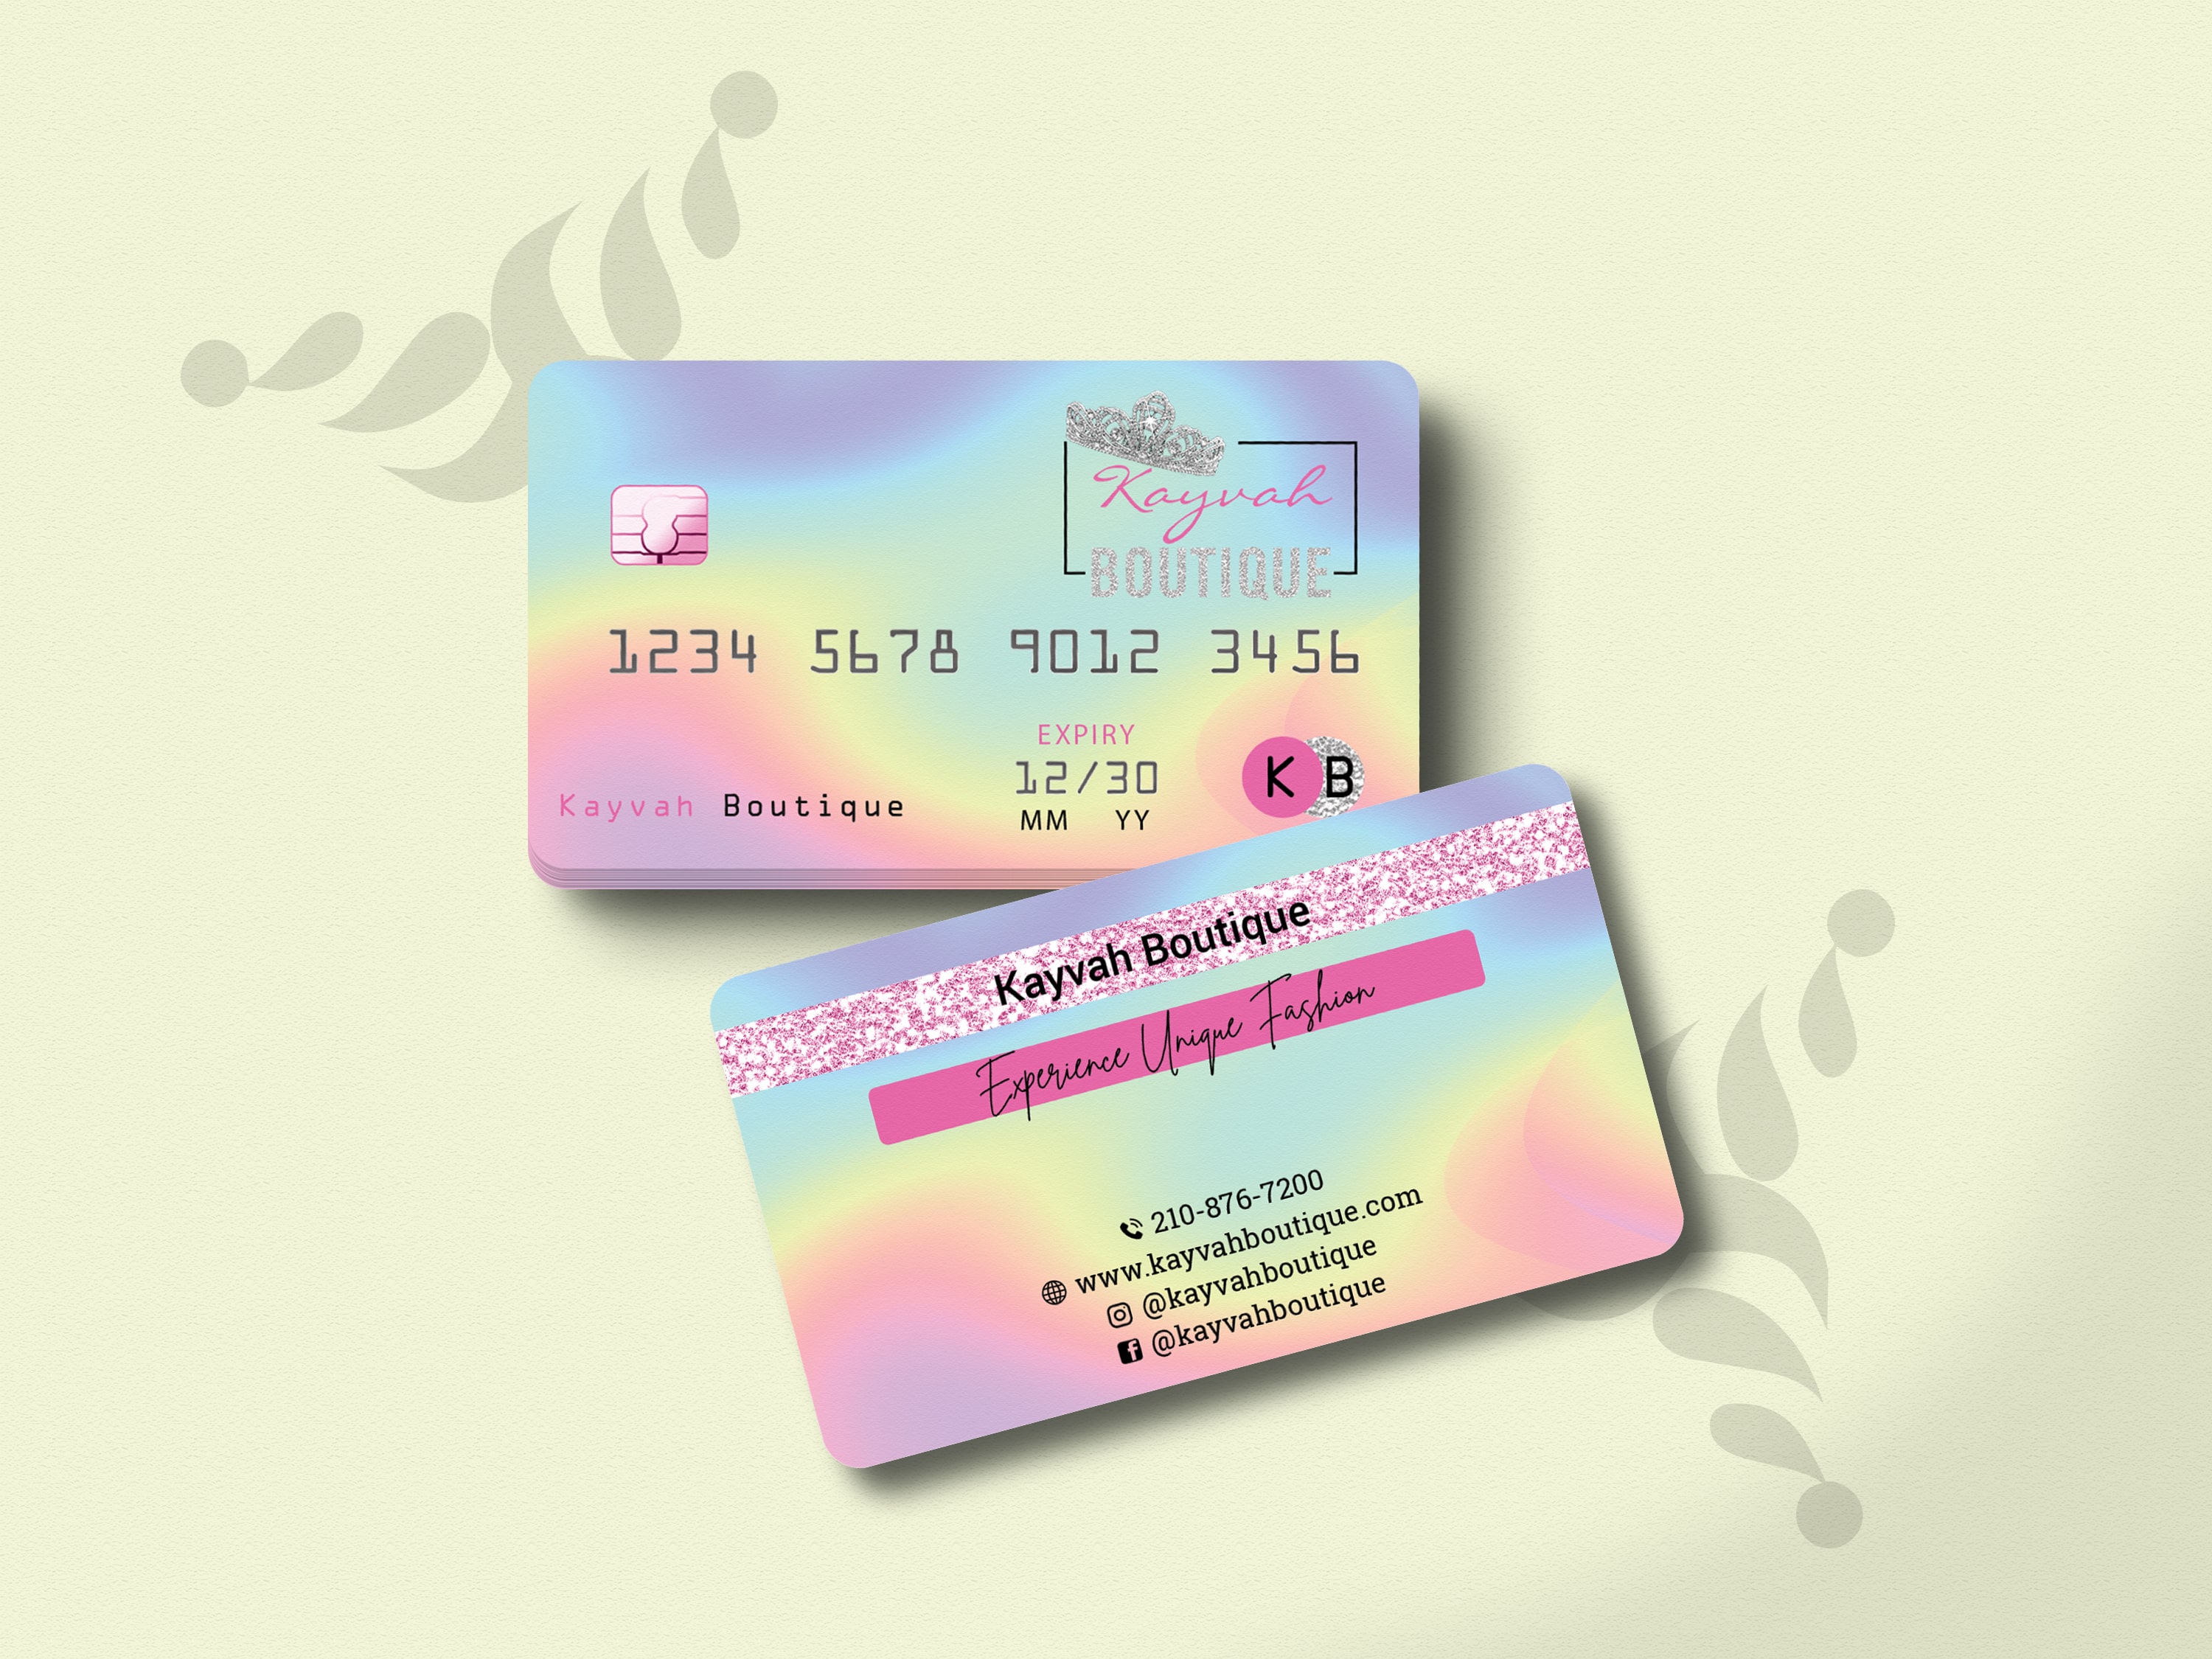 Kayvah
BOUTIQUE
1234 5678 9012 3456
EXPIRY
12/30
MM YY
Kayvah Boutique
K B
Kayvah Boutique
Experience Unique Fashion
210-876-7200
www.kayvahboutique.com
@kayvahboutique
@kayvahboutique